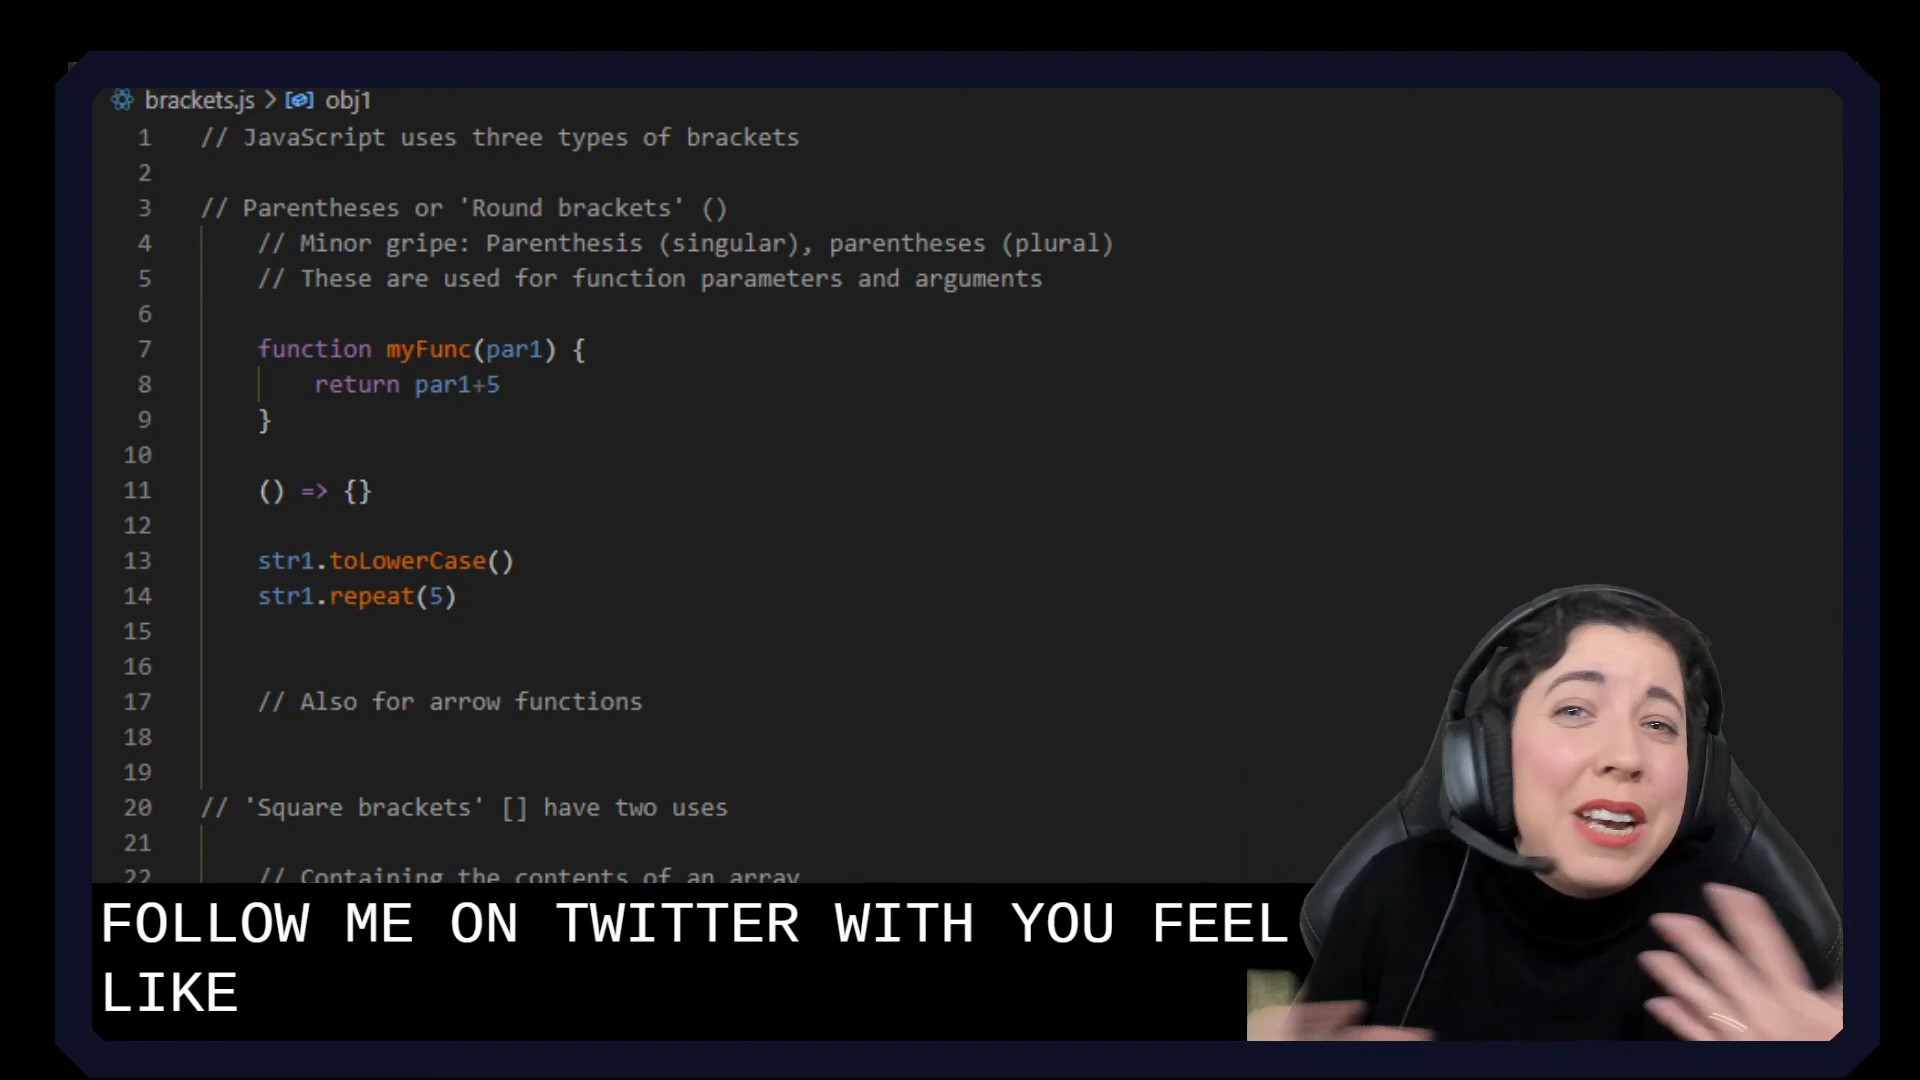 brackets.js > obj1
1 // JavaScript uses three types of brackets
2
3 // Parentheses or 'Round brackets' ()
4 // Minor gripe: Parenthesis (singular), parentheses (plural)
5 // These are used for function parameters and arguments
6
7 function myFunc(par1) {
8 return par1+5
9 }
10
11 () => {}
12
13 str1.toLowerCase()
14 str1.repeat(5)
15
16
17 // Also for arrow functions
18
19
20 // 'Square brackets' [] have two uses
21
22 // Containing the contents of an array
FOLLOW ME ON TWITTER WITH YOU FEEL
LIKE